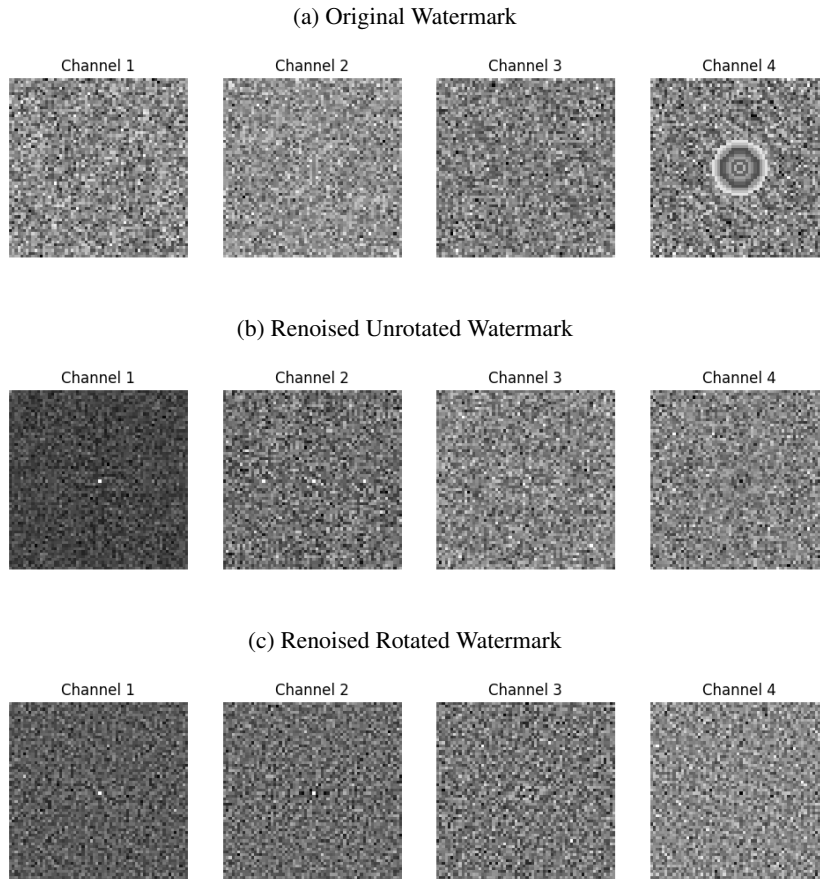 (a) Original Watermark
Channel 1 Channel 2 Channel 3 Channel 4
(b) Renoised Unrotated Watermark
Channel 1 Channel 2 Channel 3 Channel 4
(c) Renoised Rotated Watermark
Channel 1 Channel 2 Channel 3 Channel 4